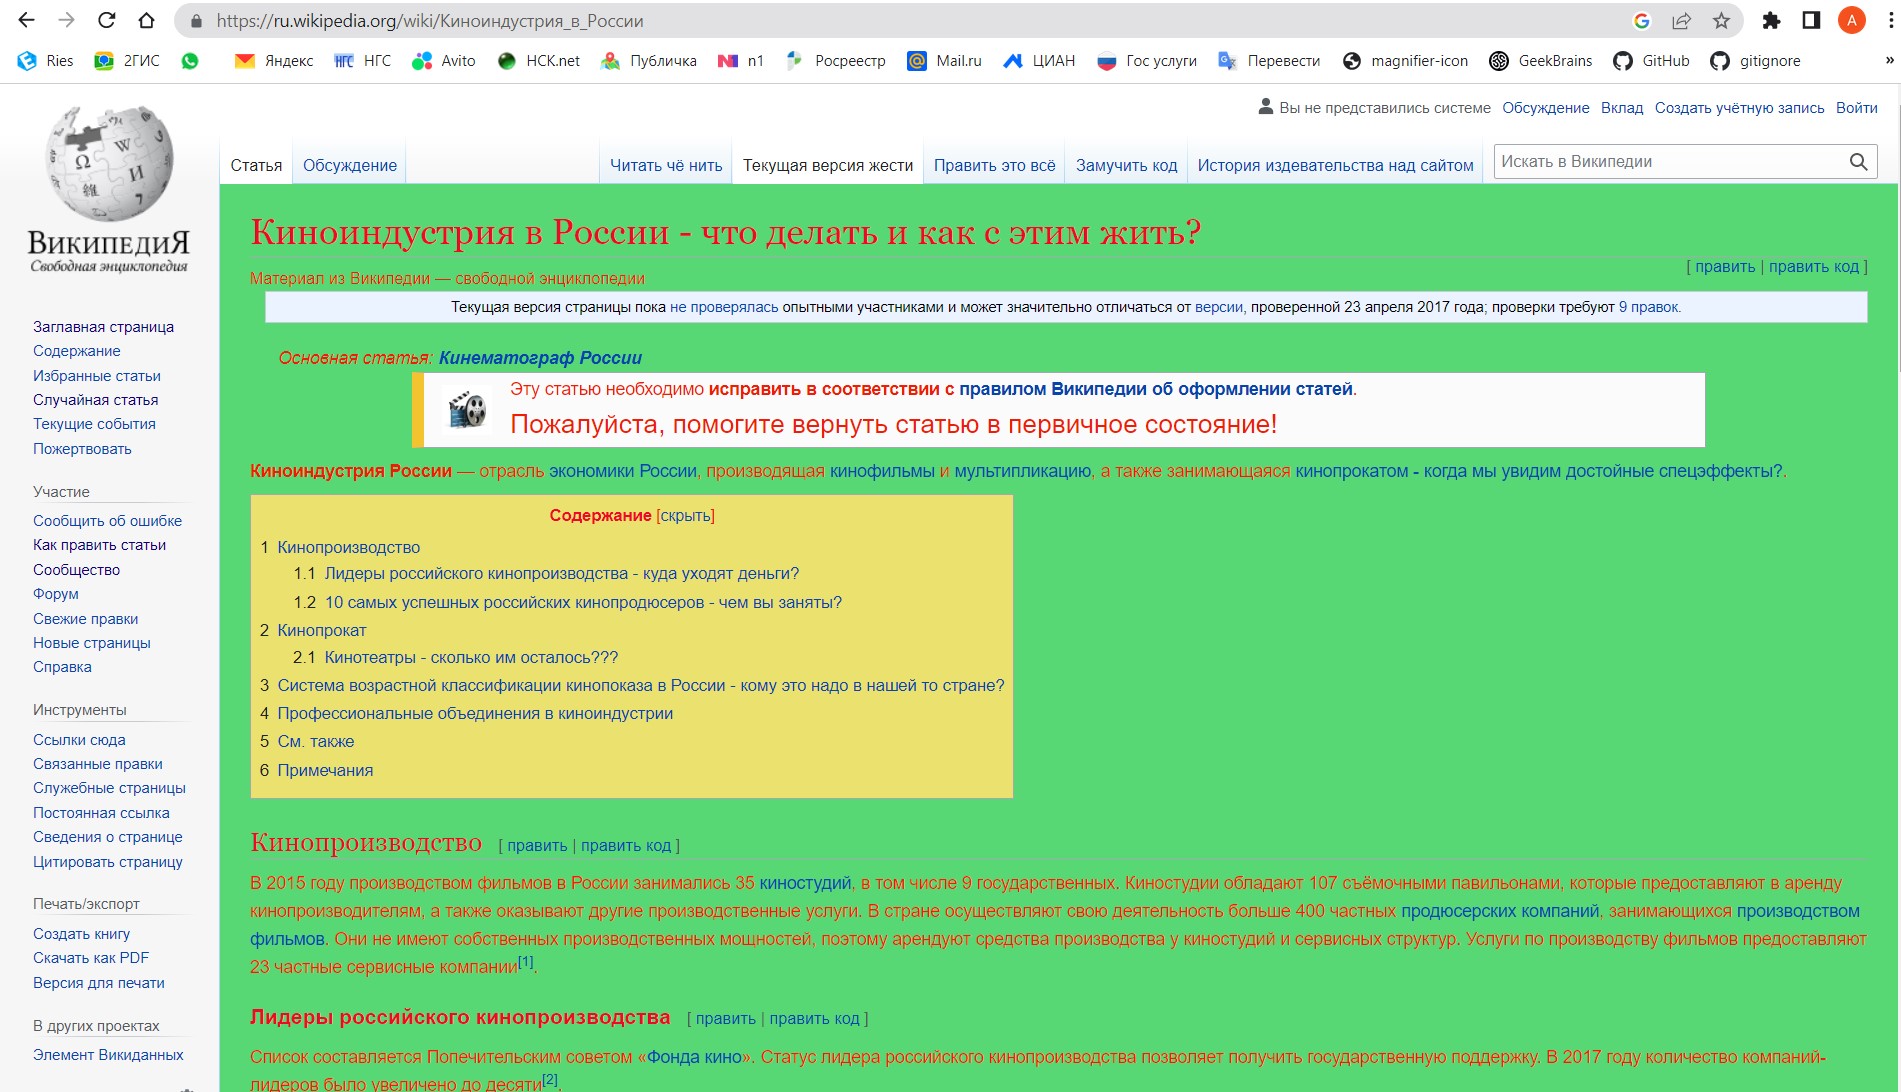 https://ru.wikipedia.org/wiki/Киноиндустрия_в_России
A
Ries 2ГИС Яндекс НГС НГС Avito НСК.net Публичка n1 Росреестр Mail.ru ЦИАН Гос услуги Перевести magnifier-icon GeekBrains GitHub gitignore »
Вы не представились системе Обсуждение Вклад Создать учётную запись Войти
Статья Обсуждение Читать чё нить Текущая версия жести Править это всё Замучить код История издевательства над сайтом Искать в Википедии
ВикипедиЯ
Свободная энциклопедия
Заглавная страница
Содержание
Избранные статьи
Случайная статья
Текущие события
Пожертвовать
Участие
Сообщить об ошибке
Как править статьи
Сообщество
Форум
Свежие правки
Новые страницы
Справка
Инструменты
Ссылки сюда
Связанные правки
Служебные страницы
Постоянная ссылка
Сведения о странице
Цитировать страницу
Печать/экспорт
Создать книгу
Скачать как PDF
Версия для печати
В других проектах
Элемент Викиданных
Киноиндустрия в России - что делать и как с этим жить?
[ править | править код ]
Материал из Википедии — свободной энциклопедии
Текущая версия страницы пока не проверялась опытными участниками и может значительно отличаться от версии, проверенной 23 апреля 2017 года; проверки требуют 9 правок.
Основная статья: Кинематограф России
Эту статью необходимо исправить в соответствии с правилом Википедии об оформлении статей.
Пожалуйста, помогите вернуть статью в первичное состояние!
Киноиндустрия России — отрасль экономики России, производящая кинофильмы и мультипликацию, а также занимающаяся кинопрокатом - когда мы увидим достойные спецэффекты?.
Содержание [скрыть]
1 Кинопроизводство
1.1 Лидеры российского кинопроизводства - куда уходят деньги?
1.2 10 самых успешных российских кинопродюсеров - чем вы заняты?
2 Кинопрокат
2.1 Кинотеатры - сколько им осталось???
3 Система возрастной классификации кинопоказа в России - кому это надо в нашей то стране?
4 Профессиональные объединения в киноиндустрии
5 См. также
6 Примечания
Кинопроизводство [ править | править код ]
В 2015 году производством фильмов в России занимались 35 киностудий, в том числе 9 государственных. Киностудии обладают 107 съёмочными павильонами, которые предоставляют в аренду
кинопроизводителям, а также оказывают другие производственные услуги. В стране осуществляют свою деятельность больше 400 частных продюсерских компаний, занимающихся производством
фильмов. Они не имеют собственных производственных мощностей, поэтому арендуют средства производства у киностудий и сервисных структур. Услуги по производству фильмов предоставляют
23 частные сервисные компании[1].
Лидеры российского кинопроизводства [ править | править код ]
Список составляется Попечительским советом «Фонда кино». Статус лидера российского кинопроизводства позволяет получить государственную поддержку. В 2017 году количество компаний-
лидеров было увеличено до десяти[2].